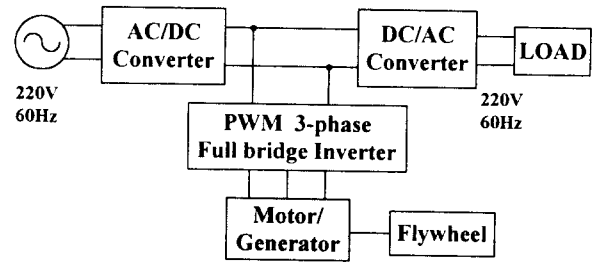 AC/DC
Converter
DC/AC
Converter
LOAD
220V
60Hz
220V
60Hz
PWM 3-phase
Full bridge Inverter
Motor/
Generator
Flywheel